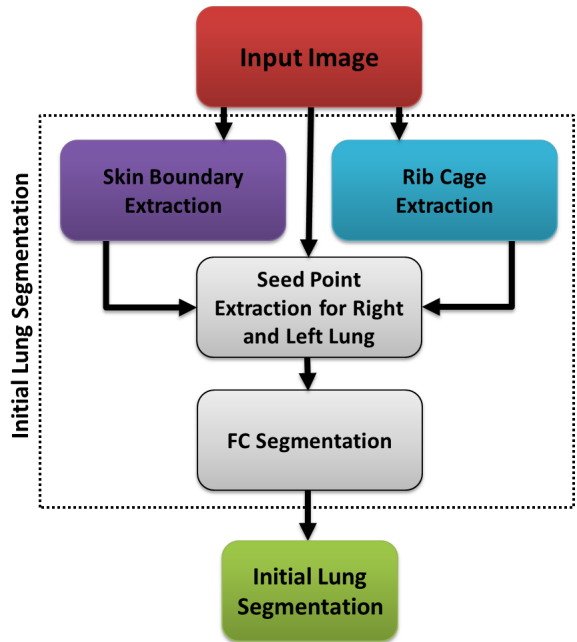 Input Image
Initial Lung Segmentation
Skin Boundary
Extraction
Rib Cage
Extraction
Seed Point
Extraction for Right
and Left Lung
FC Segmentation
Initial Lung
Segmentation